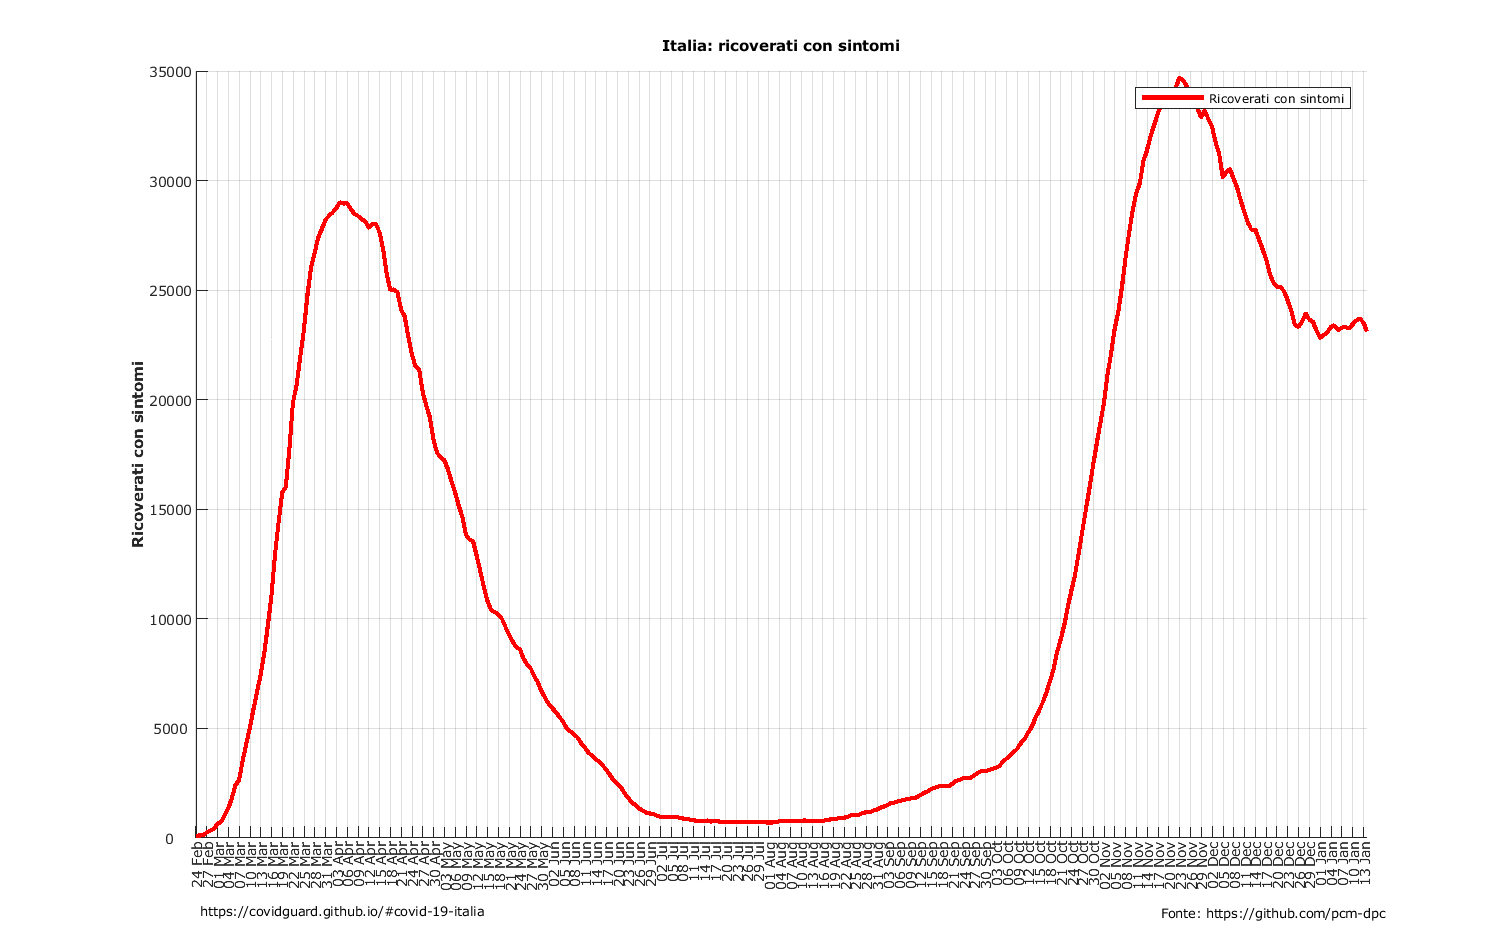 Italia: ricoverati con sintomi
35000
30000
25000
20000
15000
10000
5000
0
Ricoverati con sintomi
Ricoverati con sintomi
24 Feb
27 Feb
01 Mar
04 Mar
07 Mar
10 Mar
13 Mar
16 Mar
19 Mar
22 Mar
25 Mar
28 Mar
31 Mar
03 Apr
06 Apr
09 Apr
12 Apr
15 Apr
18 Apr
21 Apr
24 Apr
27 Apr
30 Apr
03 May
06 May
09 May
12 May
15 May
18 May
21 May
24 May
27 May
30 May
02 Jun
05 Jun
08 Jun
11 Jun
14 Jun
17 Jun
20 Jun
23 Jun
26 Jun
29 Jun
02 Jul
05 Jul
08 Jul
11 Jul
14 Jul
17 Jul
20 Jul
23 Jul
26 Jul
29 Jul
01 Aug
04 Aug
07 Aug
10 Aug
13 Aug
16 Aug
19 Aug
22 Aug
25 Aug
28 Aug
31 Aug
03 Sep
06 Sep
09 Sep
12 Sep
15 Sep
18 Sep
21 Sep
24 Sep
27 Sep
30 Sep
03 Oct
06 Oct
09 Oct
12 Oct
15 Oct
18 Oct
21 Oct
24 Oct
27 Oct
30 Oct
02 Nov
05 Nov
08 Nov
11 Nov
14 Nov
17 Nov
20 Nov
23 Nov
26 Nov
29 Nov
02 Dec
05 Dec
08 Dec
11 Dec
14 Dec
17 Dec
20 Dec
23 Dec
26 Dec
29 Dec
01 Jan
04 Jan
07 Jan
10 Jan
13 Jan
https://covidguard.github.io/#covid-19-italia
Fonte: https://github.com/pcm-dpc